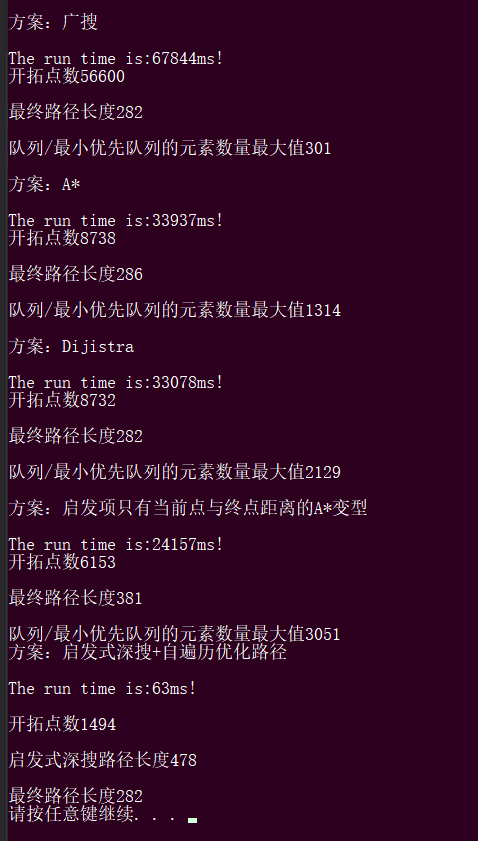 方案：广搜
The run time is:67844ms!
开拓点数56600
最终路径长度282
队列/最小优先队列的元素数量最大值301
方案：A*
The run time is:33937ms!
开拓点数8738
最终路径长度286
队列/最小优先队列的元素数量最大值1314
方案：Dijistra
The run time is:33078ms!
开拓点数8732
最终路径长度282
队列/最小优先队列的元素数量最大值2129
方案：启发项只有当前点与终点距离的A*变型
The run time is:24157ms!
开拓点数6153
最终路径长度381
队列/最小优先队列的元素数量最大值3051
方案：启发式深搜+自遍历优化路径
The run time is:63ms!
开拓点数1494
启发式深搜路径长度478
最终路径长度282
请按任意键继续. . .